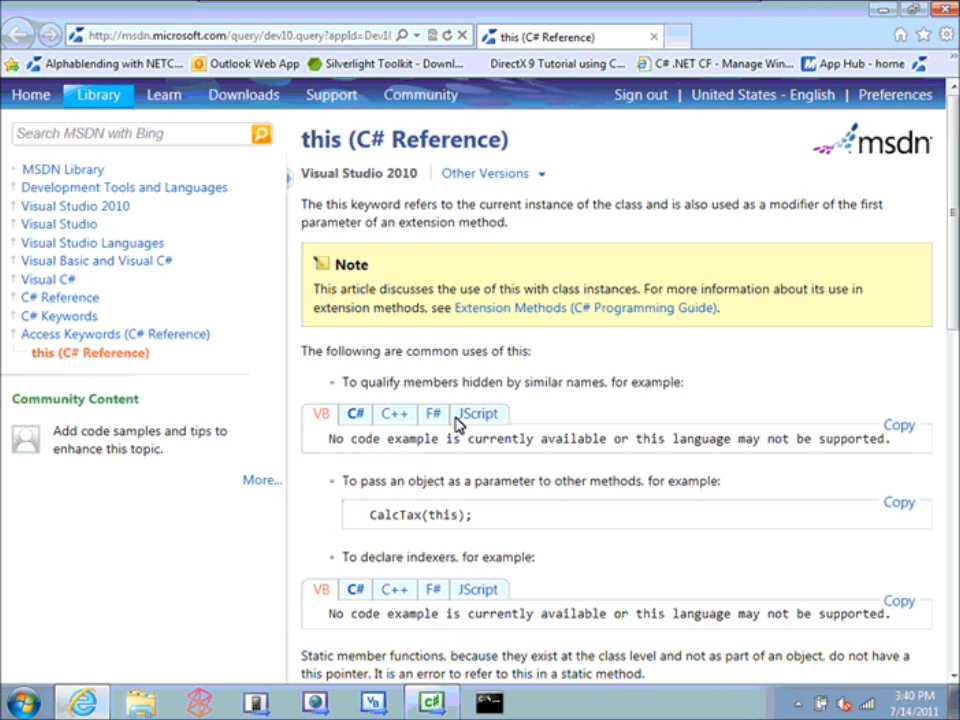 http://msdn.microsoft.com/query/dev10.query?appId=Dev1
this (C# Reference)
Alphablending with NETC...
Outlook Web App
Silverlight Toolkit - Downl...
DirectX 9 Tutorial using C...
C# .NET CF - Manage Win...
App Hub - home
Home
Library
Learn
Downloads
Support
Community
Sign out | United States - English | Preferences
Search MSDN with Bing
MSDN Library
Development Tools and Languages
Visual Studio 2010
Visual Studio
Visual Studio Languages
Visual Basic and Visual C#
Visual C#
C# Reference
C# Keywords
Access Keywords (C# Reference)
this (C# Reference)
Community Content
Add code samples and tips to
enhance this topic.
More...
this (C# Reference)
msdn
Visual Studio 2010
Other Versions
The this keyword refers to the current instance of the class and is also used as a modifier of the first
parameter of an extension method.
Note
This article discusses the use of this with class instances. For more information about its use in
extension methods, see Extension Methods (C# Programming Guide).
The following are common uses of this:
To qualify members hidden by similar names, for example:
VB C# C++ F# JScript
Copy
No code example is currently available or this language may not be supported.
To pass an object as a parameter to other methods, for example:
Copy
CalcTax(this);
To declare indexers, for example:
VB C# C++ F# JScript
Copy
No code example is currently available or this language may not be supported.
Static member functions, because they exist at the class level and not as part of an object, do not have a
this pointer. It is an error to refer to this in a static method.
3:40 PM
7/14/2011